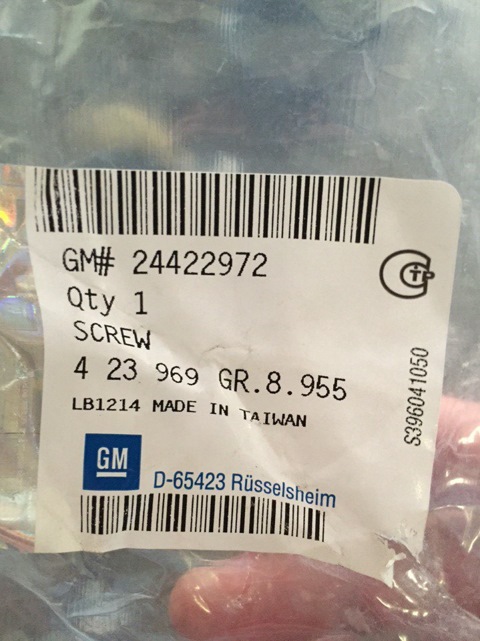 GM# 24422972
Qty 1
SCREW
4 23 969 GR.8.955
LB1214 MADE IN TAIWAN
GM
D-65423 Rüsselsheim
S396041050